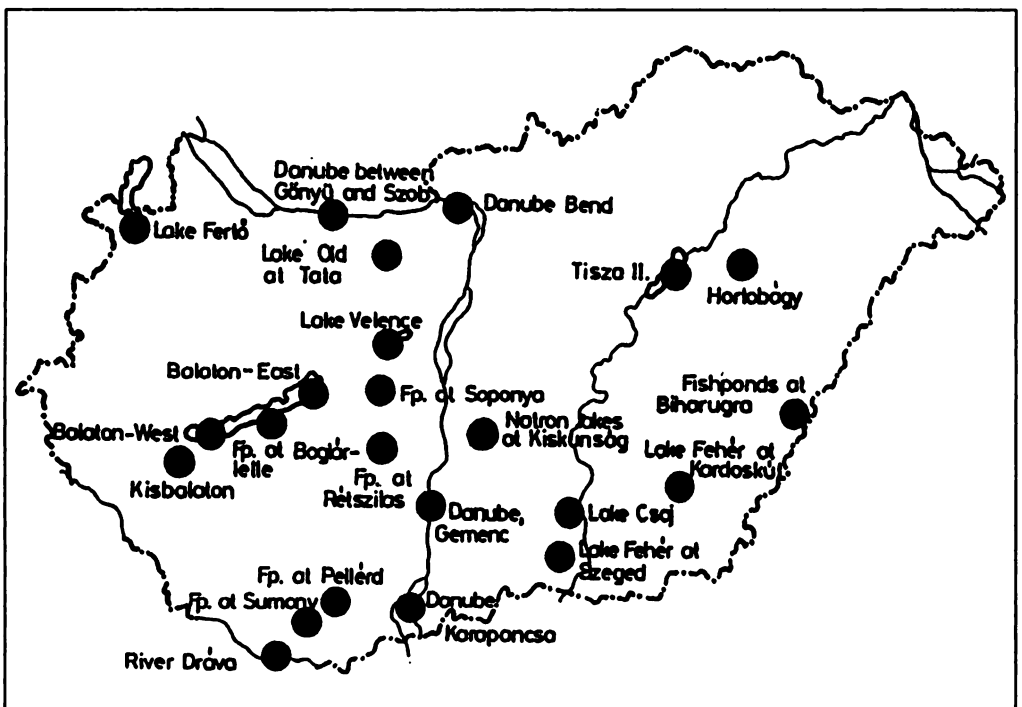 Danube between
Gőnyü and Szob
Danube Bend
Lake Fertő
Lake Old
at Tata
Tisza II.
Hortobágy
Lake Velence
Balaton-East
Fp. at Soponya
Fishponds at
Biharugra
Balaton-West
Natron lakes
at Kiskunság
Fp. at Boglár-
lelle
Lake Fehér at
Kardoskút
Kisbalaton
Fp. at
Rétszilas
Danube,
Gemenc
Lake Csaj
Lake Fehér at
Szeged
Fp. at Pellérd
Fp. at Sumony
Danube
Karapancsa
River Dráva